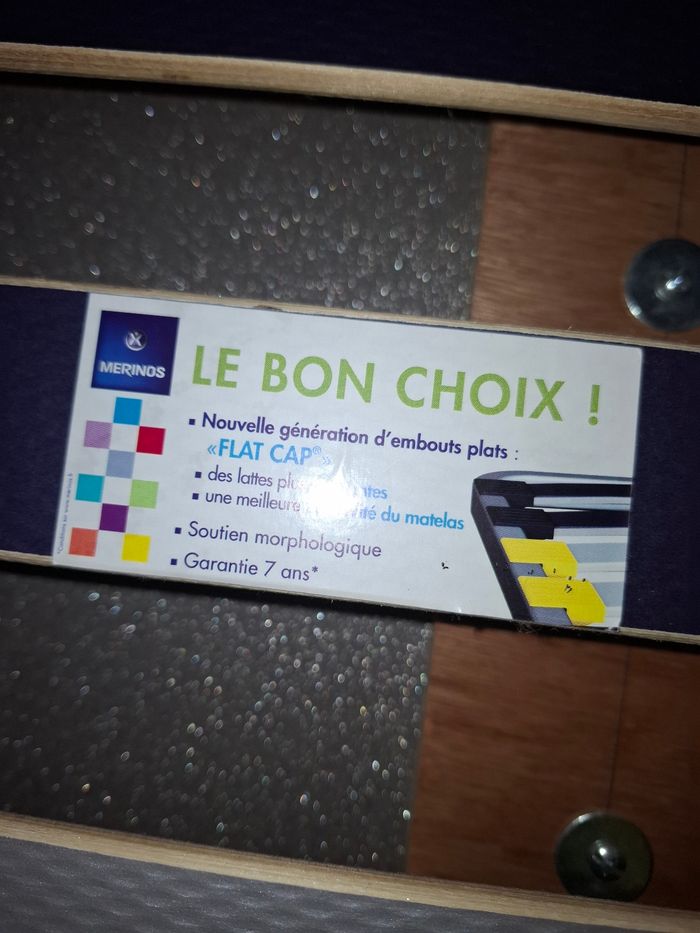 MERINOS
LE BON CHOIX !
▪ Nouvelle génération d'embouts plats :
«FLAT CAP®»
▪ des lattes
▪ une meilleure du matelas
▪ Soutien morphologique
▪ Garantie 7 ans*